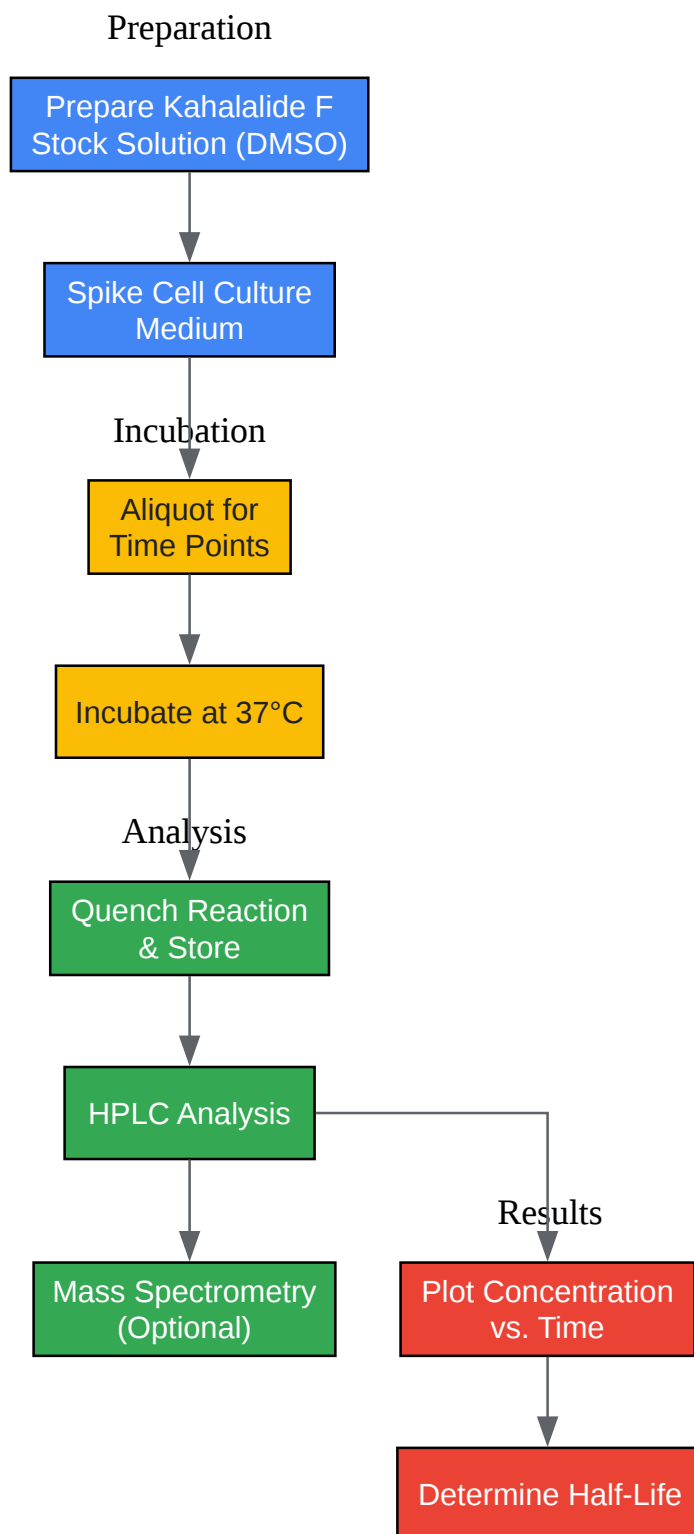 Preparation
Prepare Kahalalide F
Stock Solution (DMSO)
Spike Cell Culture
Medium
Incubation
Aliquot for
Time Points
Incubate at 37°C
Analysis
Quench Reaction
& Store
HPLC Analysis
Results
Mass Spectrometry
(Optional)
Plot Concentration
vs. Time
Determine Half-Life